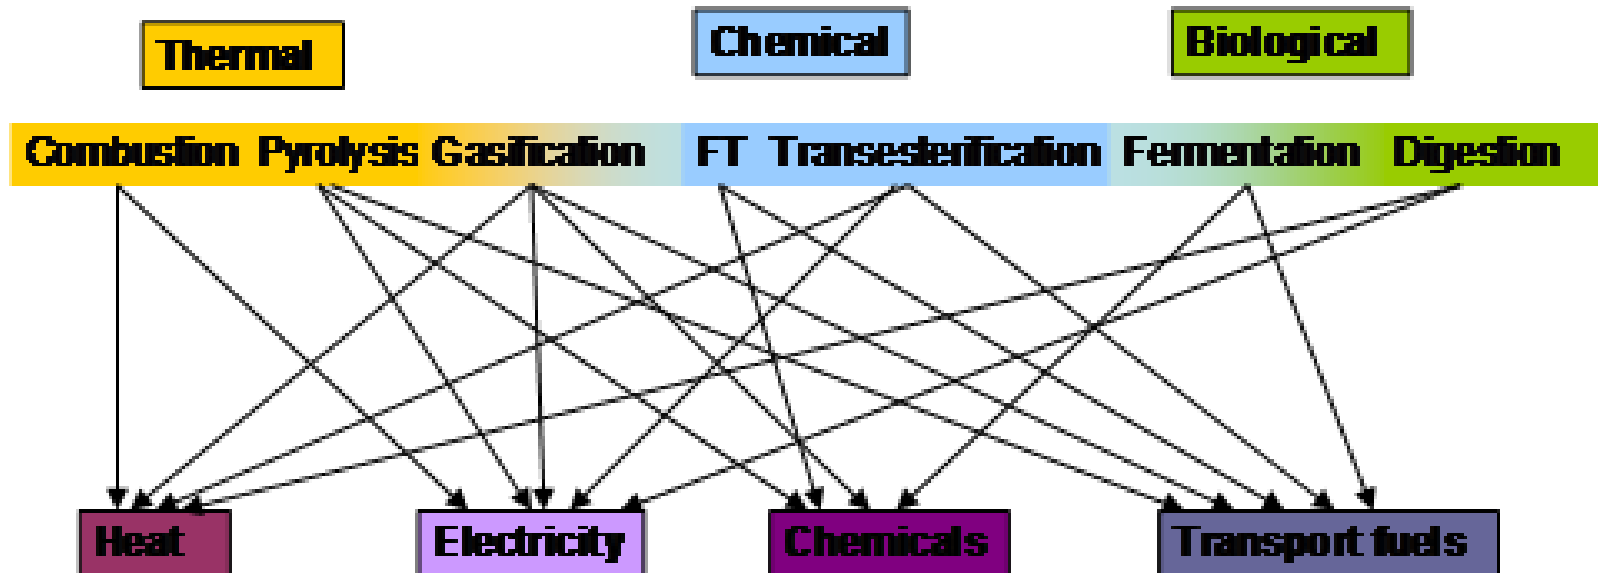 Thermal Chemical Biological
Combustion Pyrolysis Gasification FT Transesterification Fermentation Digestion
Heat Electricity Chemicals Transport fuels